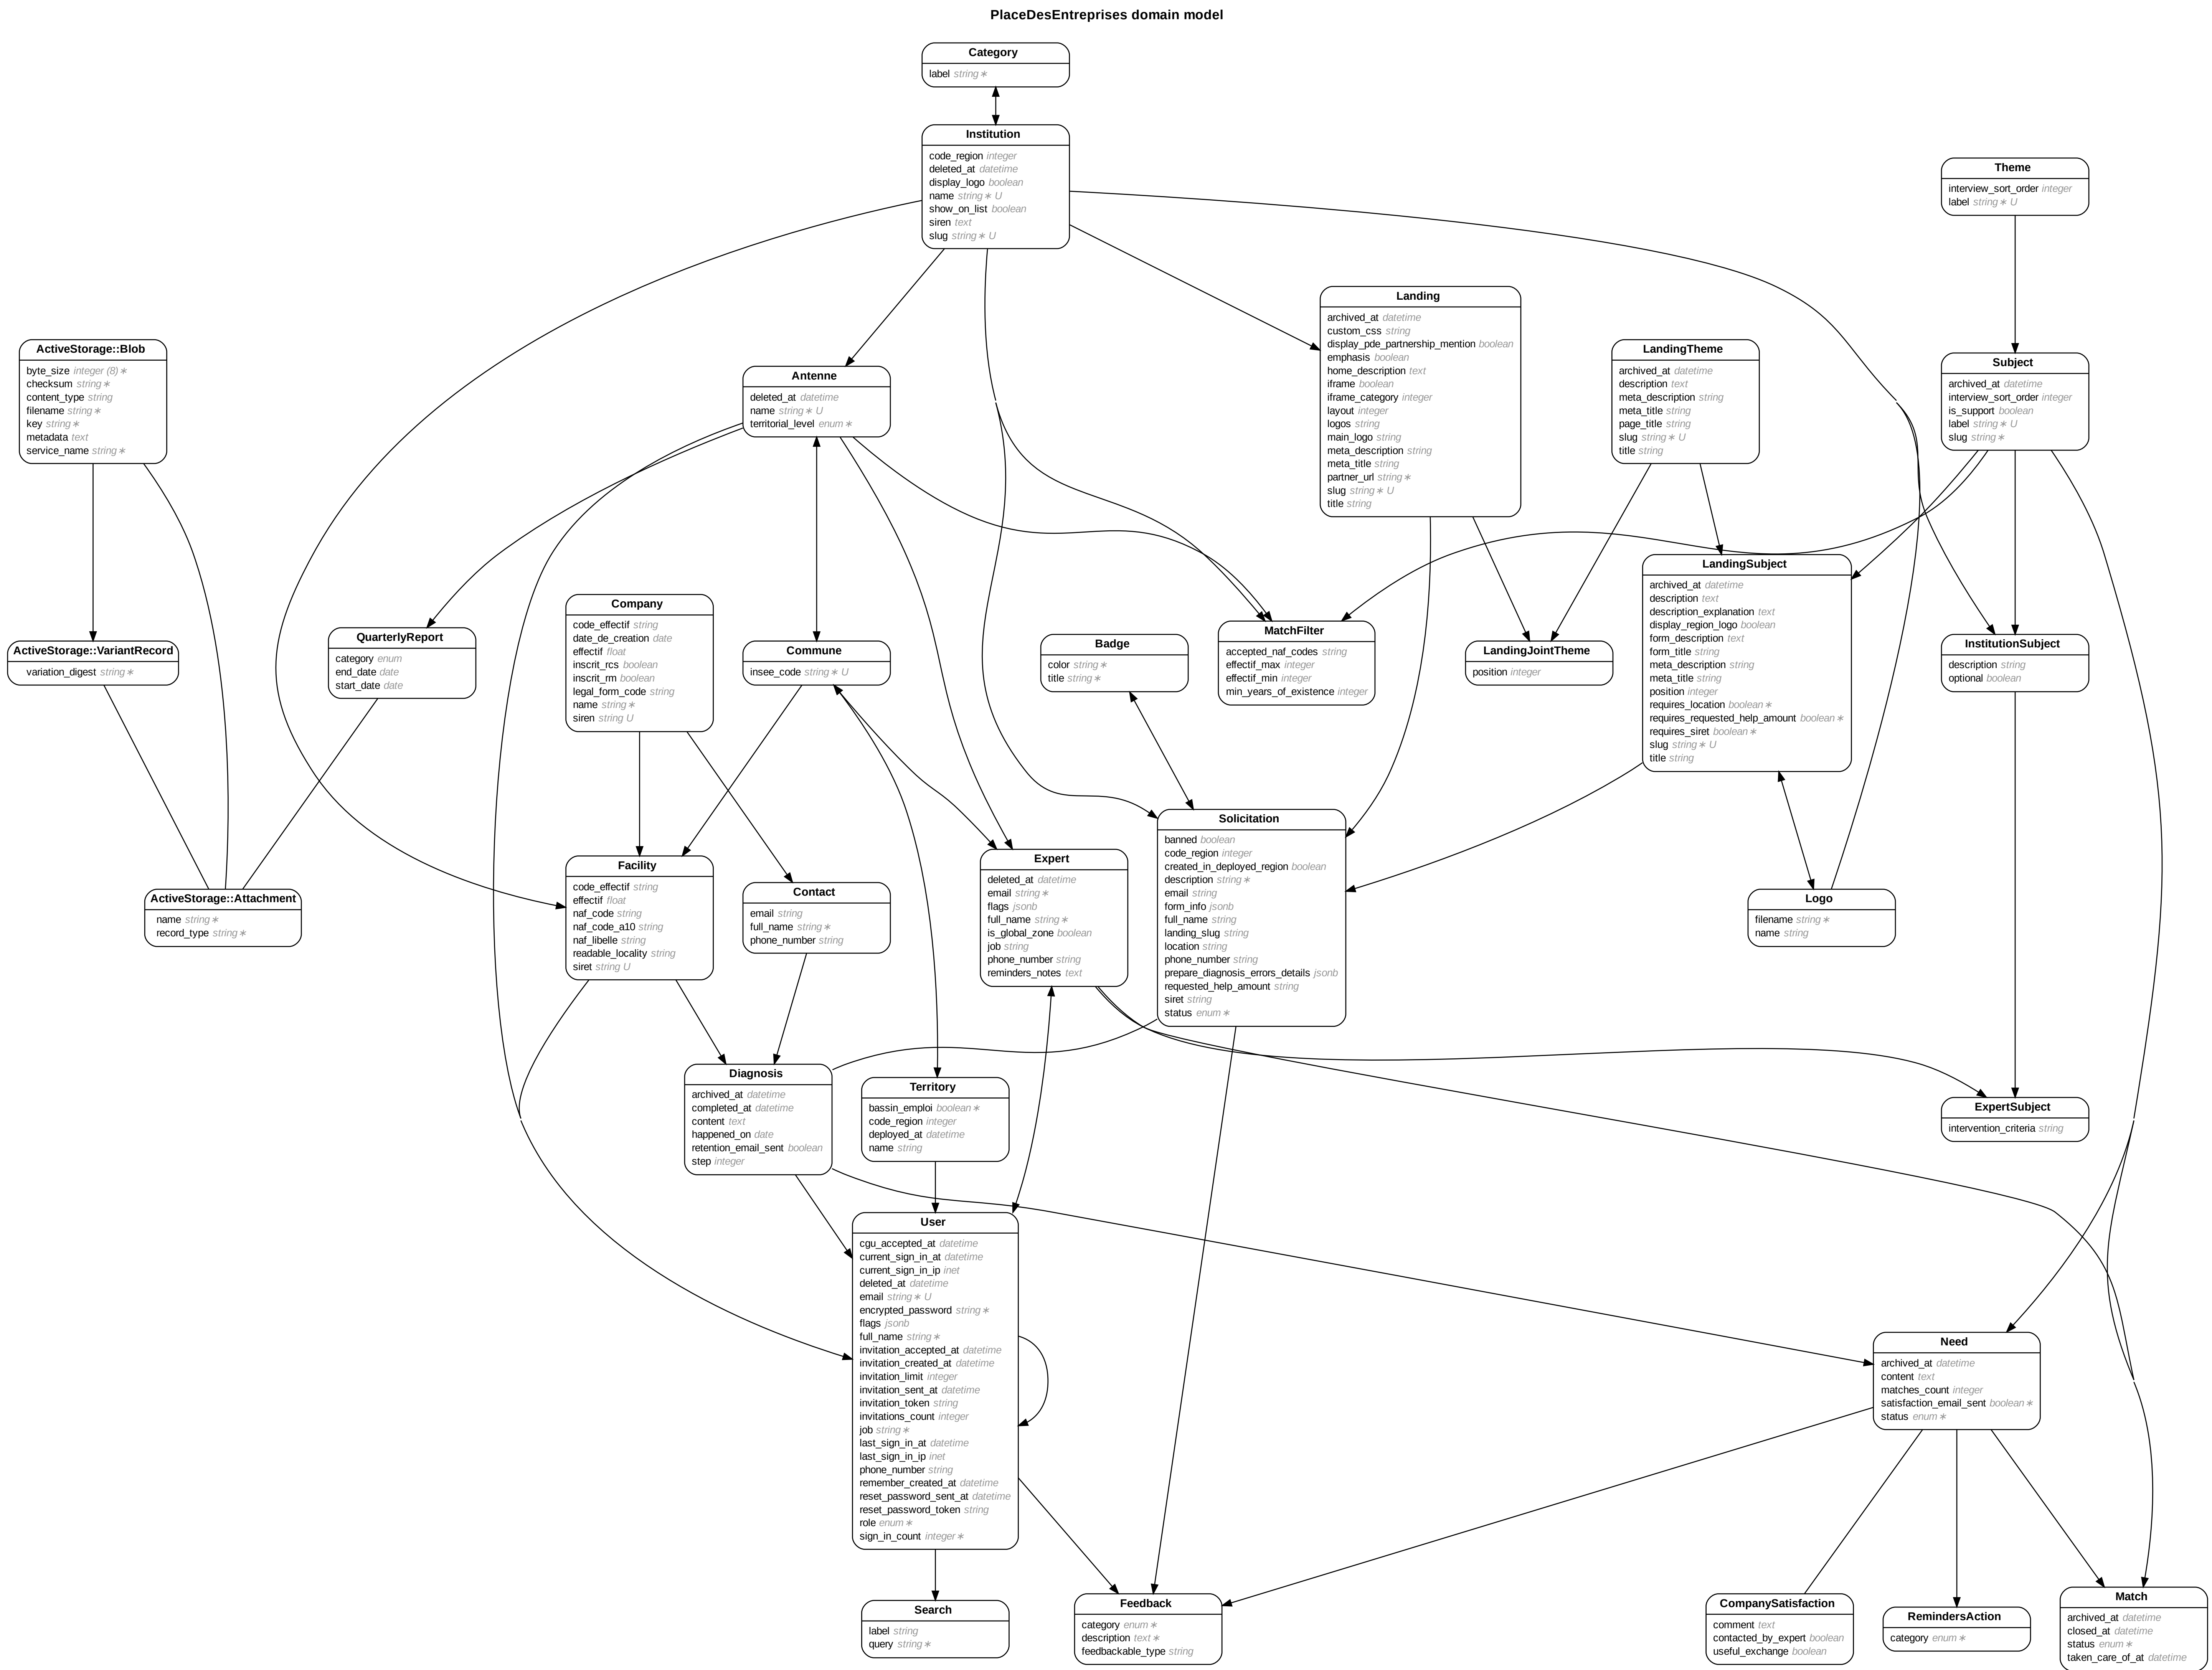 PlaceDesEntreprises domain model
Category
label string∗
Institution
code_region integer
deleted_at datetime
display_logo boolean
name string∗ U
show_on_list boolean
siren text
slug string∗ U
Theme
interview_sort_order integer
label string∗ U
Landing
archived_at datetime
custom_css string
display_pde_partnership_mention boolean
emphasis boolean
home_description text
iframe boolean
iframe_category integer
layout integer
logos string
main_logo string
meta_description string
meta_title string
partner_url string∗
slug string∗ U
title string
ActiveStorage::Blob
byte_size integer (8)∗
checksum string∗
content_type string
filename string∗
key string∗
metadata text
service_name string∗
LandingTheme
archived_at datetime
description text
meta_description string
meta_title string
page_title string
slug string∗ U
title string
Subject
archived_at datetime
interview_sort_order integer
is_support boolean
label string∗ U
slug string∗
Antenne
deleted_at datetime
name string∗ U
territorial_level enum∗
LandingSubject
archived_at datetime
description text
description_explanation text
display_region_logo boolean
form_description text
form_title string
meta_description string
meta_title string
position integer
requires_location boolean∗
requires_requested_help_amount boolean∗
requires_siret boolean∗
slug string∗ U
title string
Company
code_effectif string
date_de_creation date
effectif float
inscrit_rcs boolean
inscrit_rm boolean
legal_form_code string
name string∗
siren string U
MatchFilter
accepted_naf_codes string
effectif_max integer
effectif_min integer
min_years_of_existence integer
QuarterlyReport
category enum
end_date date
start_date date
Badge
color string∗
title string∗
InstitutionSubject
description string
optional boolean
ActiveStorage::VariantRecord
variation_digest string∗
Commune
insee_code string∗ U
LandingJointTheme
position integer
Solicitation
banned boolean
code_region integer
created_in_deployed_region boolean
description string∗
email string
form_info jsonb
full_name string
landing_slug string
location string
phone_number string
prepare_diagnosis_errors_details jsonb
requested_help_amount string
siret string
status enum∗
Expert
deleted_at datetime
email string∗
flags jsonb
full_name string∗
is_global_zone boolean
job string
phone_number string
reminders_notes text
Facility
code_effectif string
effectif float
naf_code string
naf_code_a10 string
naf_libelle string
readable_locality string
siret string U
Contact
email string
full_name string∗
phone_number string
ActiveStorage::Attachment
name string∗
record_type string∗
Logo
filename string∗
name string
Diagnosis
archived_at datetime
completed_at datetime
content text
happened_on date
retention_email_sent boolean
step integer
Territory
bassin_emploi boolean∗
code_region integer
deployed_at datetime
name string
ExpertSubject
intervention_criteria string
User
cgu_accepted_at datetime
current_sign_in_at datetime
current_sign_in_ip inet
deleted_at datetime
email string∗ U
encrypted_password string∗
flags jsonb
full_name string∗
invitation_accepted_at datetime
invitation_created_at datetime
invitation_limit integer
invitation_sent_at datetime
invitation_token string
invitations_count integer
job string∗
last_sign_in_at datetime
last_sign_in_ip inet
phone_number string
remember_created_at datetime
reset_password_sent_at datetime
reset_password_token string
role enum∗
sign_in_count integer∗
Need
archived_at datetime
content text
matches_count integer
satisfaction_email_sent boolean∗
status enum∗
Search
label string
query string∗
Feedback
category enum∗
description text∗
feedbackable_type string
CompanySatisfaction
comment text
contacted_by_expert boolean
useful_exchange boolean
RemindersAction
category enum∗
Match
archived_at datetime
closed_at datetime
status enum∗
taken_care_of_at datetime